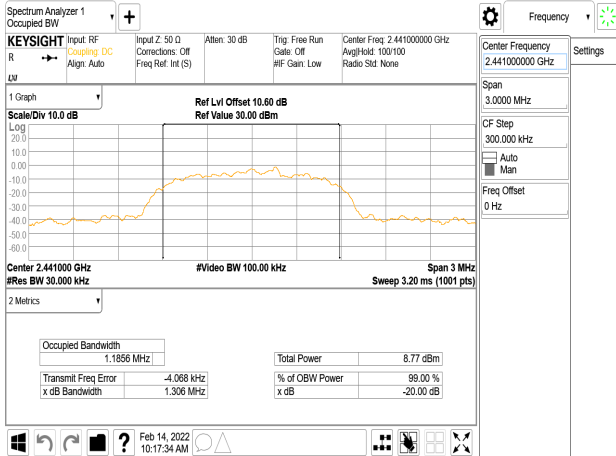 Spectrum Analyzer 1
Occupied BW
Frequency
KEYSIGHT
R
Input: RF
Coupling: DC
Align: Auto
Input Z: 50 Ω
Corrections: Off
Freq Ref: Int (S)
Atten: 30 dB
Trig: Free Run
Gate: Off
#IF Gain: Low
Center Freq: 2.441000000 GHz
Avg|Hold: 100/100
Radio Std: None
Center Frequency
2.441000000 GHz
Settings
Span
3.0000 MHz
CF Step
300.000 kHz
Auto
Man
Freq Offset
0 Hz
1 Graph
Scale/Div 10.0 dB
Ref Lvl Offset 10.60 dB
Ref Value 30.00 dBm
Log
20.0
10.0
0.00
-10.0
-20.0
-30.0
-40.0
-50.0
-60.0
Center 2.441000 GHz
#Video BW 100.00 kHz
Span 3 MHz
#Res BW 30.000 kHz
Sweep 3.20 ms (1001 pts)
2 Metrics
Occupied Bandwidth
1.1856 MHz
Total Power 8.77 dBm
Transmit Freq Error -4.068 kHz
% of OBW Power 99.00 %
x dB Bandwidth 1.306 MHz
x dB -20.00 dB
?
Feb 14, 2022
10:17:34 AM